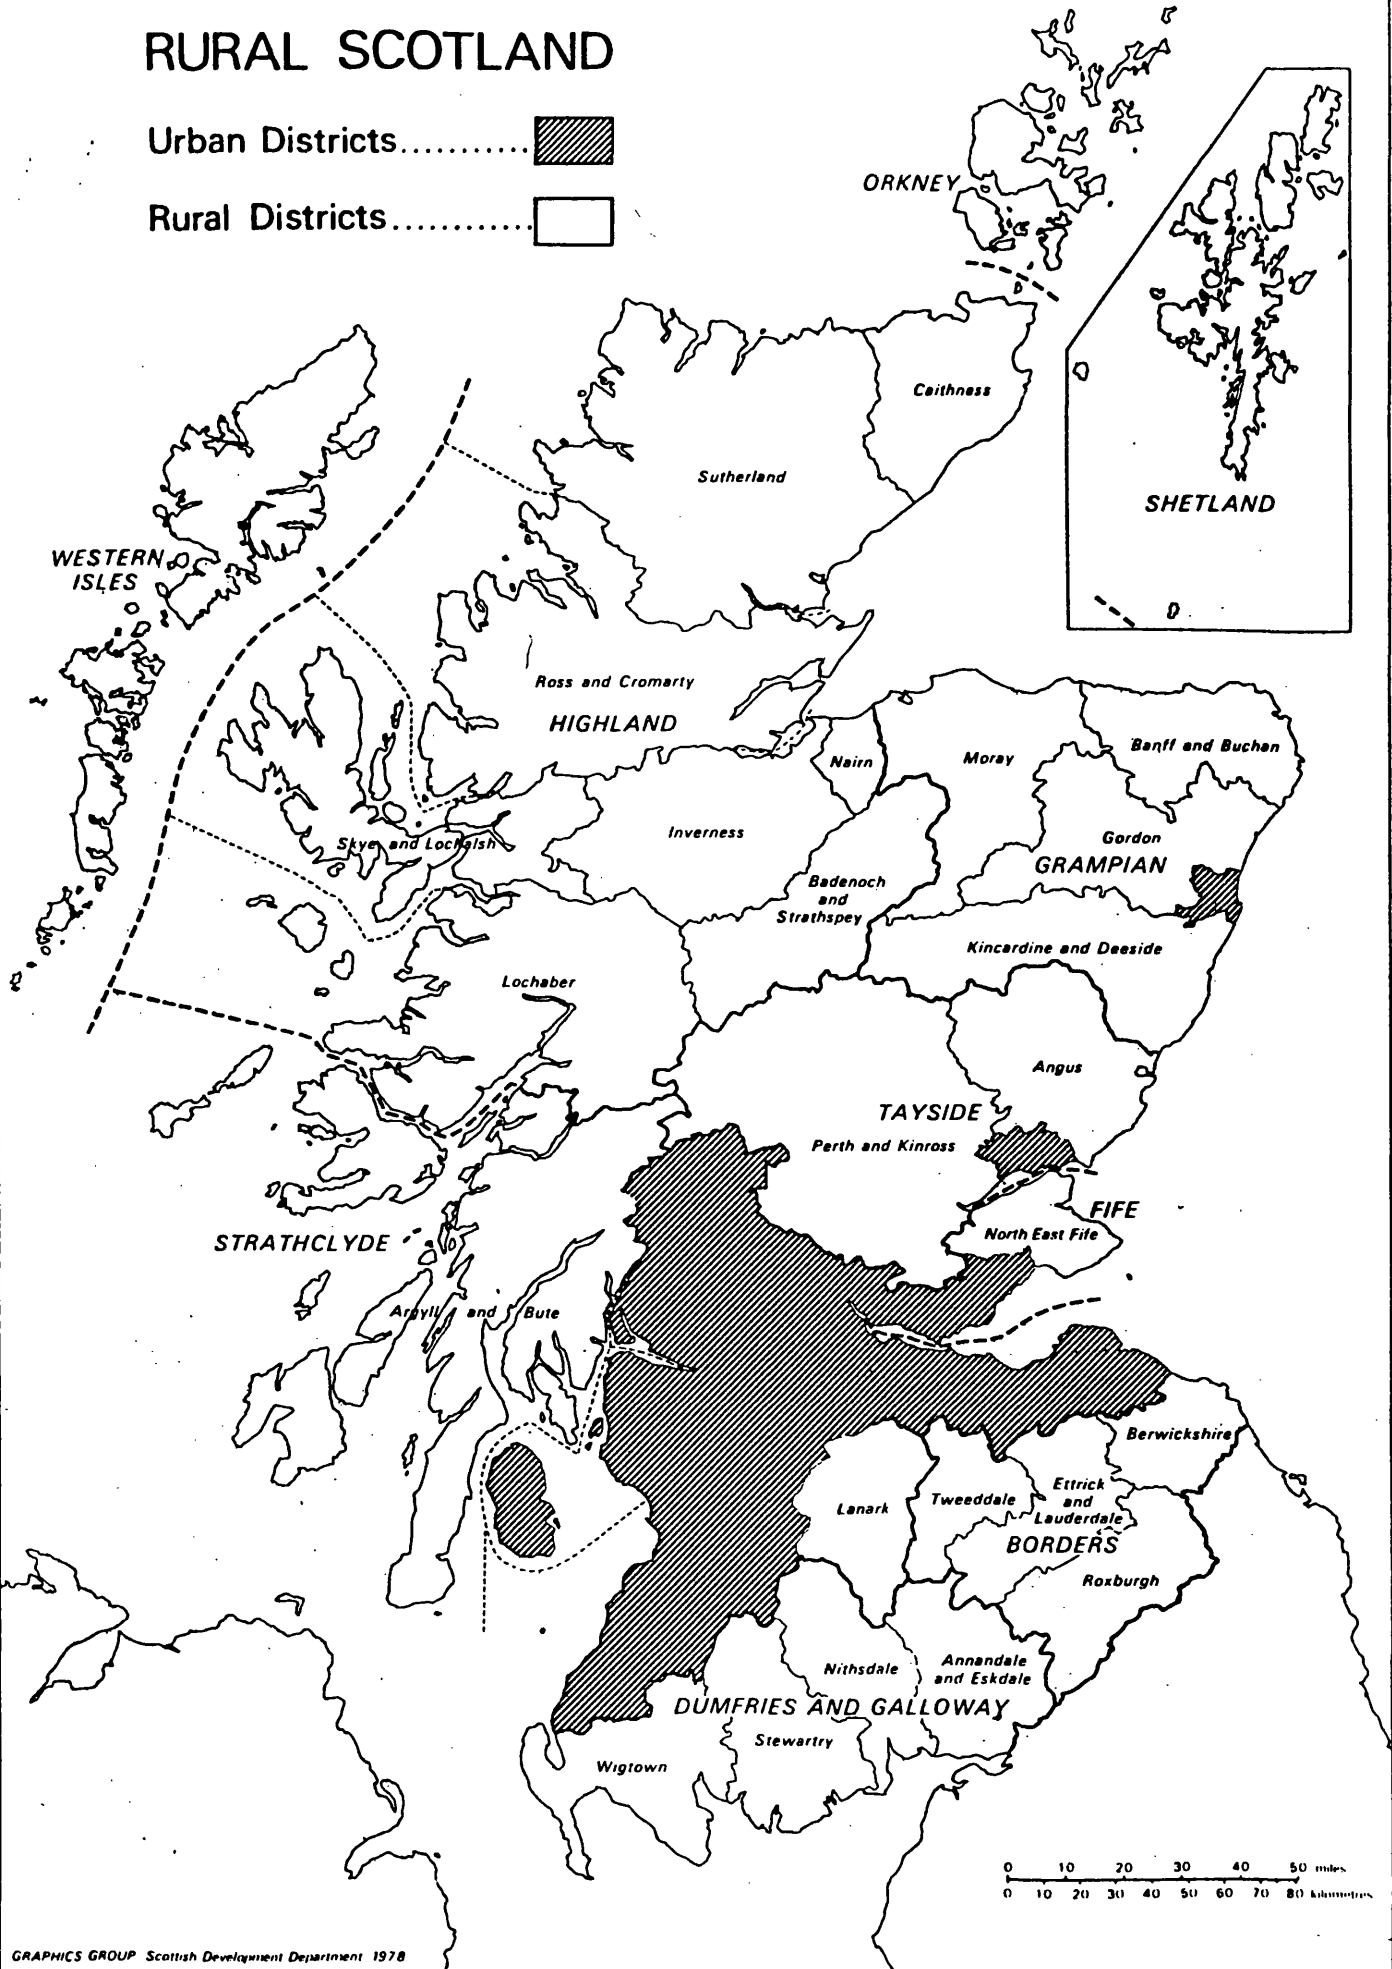 RURAL SCOTLAND
Urban Districts...........
Rural Districts............
ORKNEY
SHETLAND
Caithness
Sutherland
WESTERN
ISLES
Ross and Cromarty
HIGHLAND
Nairn
Moray
Banff and Buchan
Inverness
Gordon
GRAMPIAN
Skye and Lochalsh
Badenoch
and
Strathspey
Kincardine and Deeside
Lochaber
Angus
TAYSIDE
Perth and Kinross
FIFE
North East Fife
STRATHCLYDE
Argyll and Bute
Berwickshire
Lanark
Tweeddale
Ettrick
and
Lauderdale
BORDERS
Roxburgh
Nithsdale
Annandale
and Eskdale
DUMFRIES AND GALLOWAY
Stewartry
Wigtown
0 10 20 30 40 50 miles
0 10 20 30 40 50 60 70 80 kilometres
GRAPHICS GROUP Scottish Development Department 1978